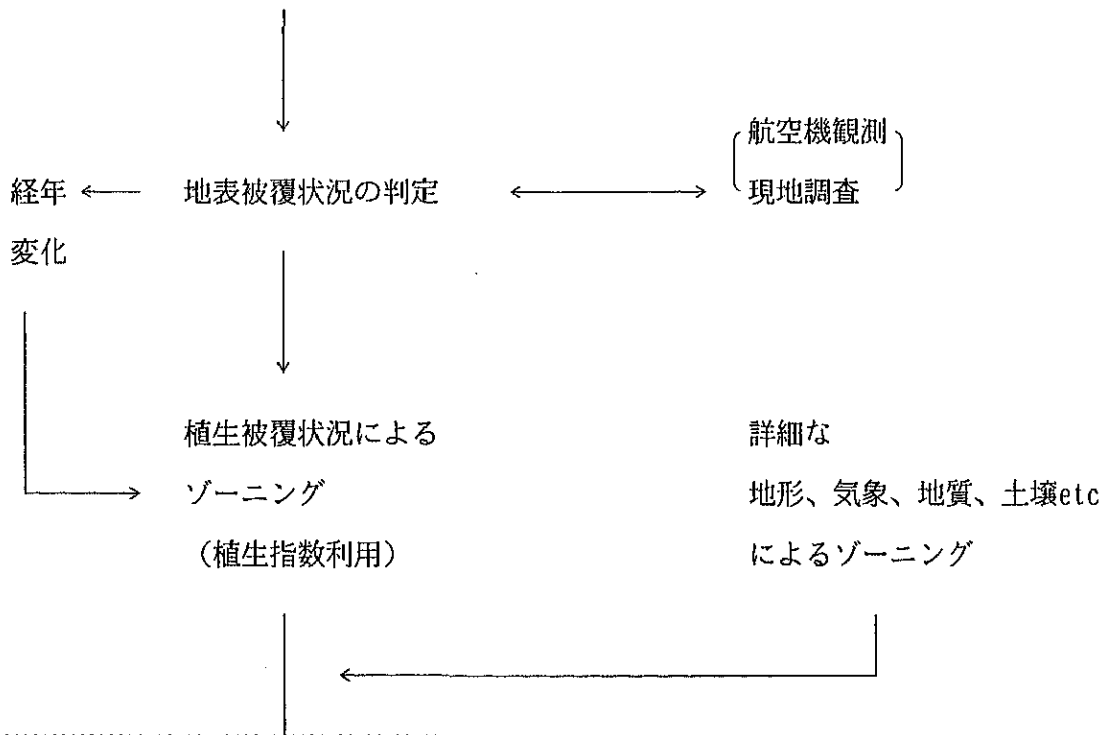 航空機観測
経年
地表被覆状況の判定
現地調査
変化
植生被覆状況による
詳細な
ゾーニング
地形、気象、地質、土壌etc
(植生指数利用)
によるゾーニング